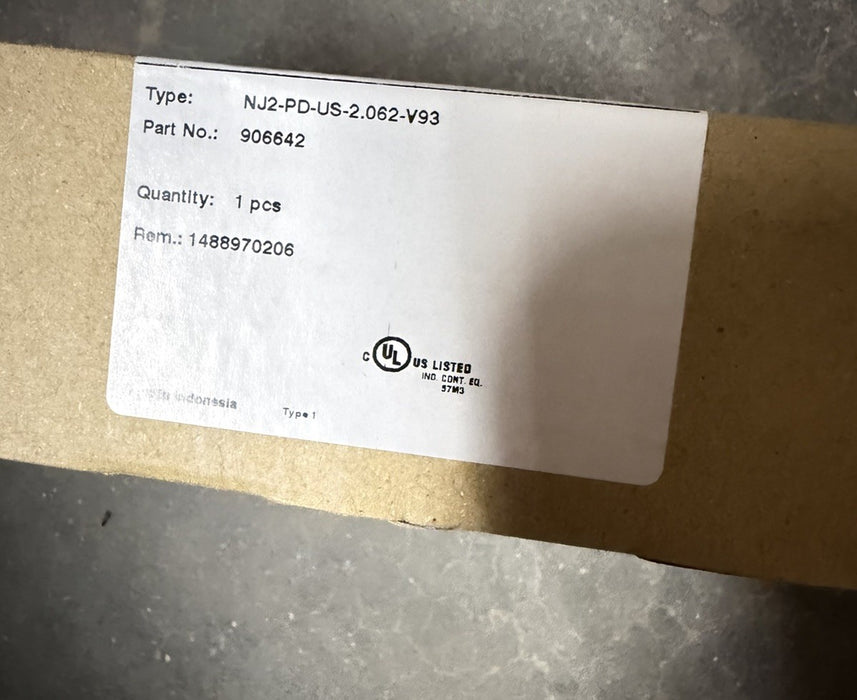 Type: NJ2-PD-US-2.062-V93
Part No.: 906642
Quantity: 1 pcs
Rem.: 1488970206
C UL US LISTED
IND. CONT. EQ.
57M3
in Indonesia
Type 1